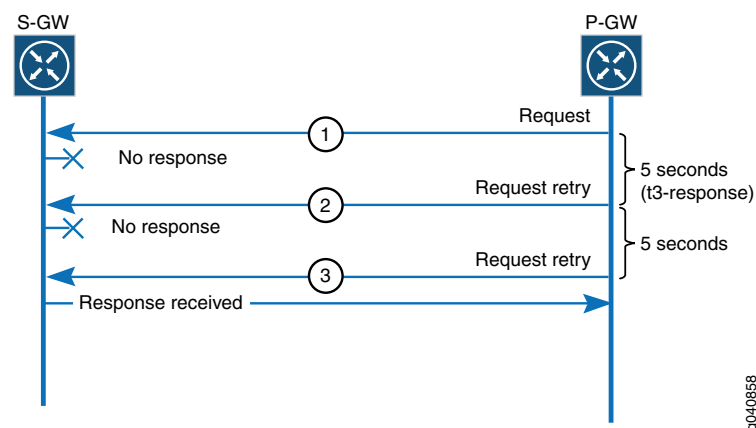 S-GW
P-GW
Request
1
No response
5 seconds
(t3-response)
Request retry
2
No response
5 seconds
Request retry
3
Response received